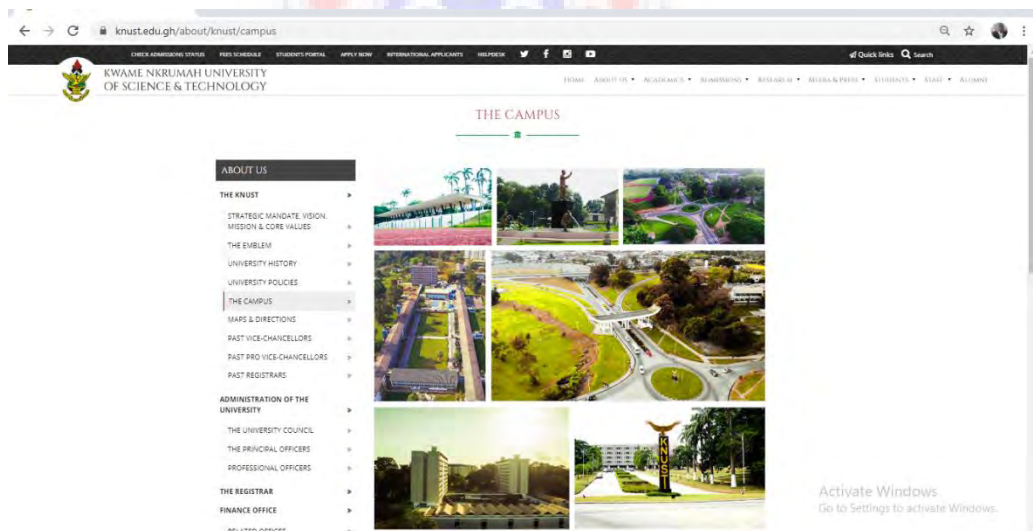 knust.edu.gh/about/knust/campus
CHECK ADMISSIONS STATUS FEES SCHEDULE STUDENTS PORTAL APPLY NOW INTERNATIONAL APPLICANTS HELPDESK
Quick links Search
KWAME NKRUMAH UNIVERSITY
OF SCIENCE & TECHNOLOGY
HOME ABOUT US ACADEMICS ADMISSIONS RESEARCH MEDIA & PRESS STUDENTS STAFF ALUMNI
THE CAMPUS
ABOUT US
THE KNUST
STRATEGIC MANDATE, VISION,
MISSION & CORE VALUES
THE EMBLEM
UNIVERSITY HISTORY
UNIVERSITY POLICIES
THE CAMPUS
MAPS & DIRECTIONS
PAST VICE-CHANCELLORS
PAST PRO VICE-CHANCELLORS
PAST REGISTRARS
ADMINISTRATION OF THE
UNIVERSITY
THE UNIVERSITY COUNCIL
THE PRINCIPAL OFFICERS
PROFESSIONAL OFFICERS
THE REGISTRAR
FINANCE OFFICE
RELATED OFFICES
KNUST
Activate Windows
Go to Settings to activate Windows.